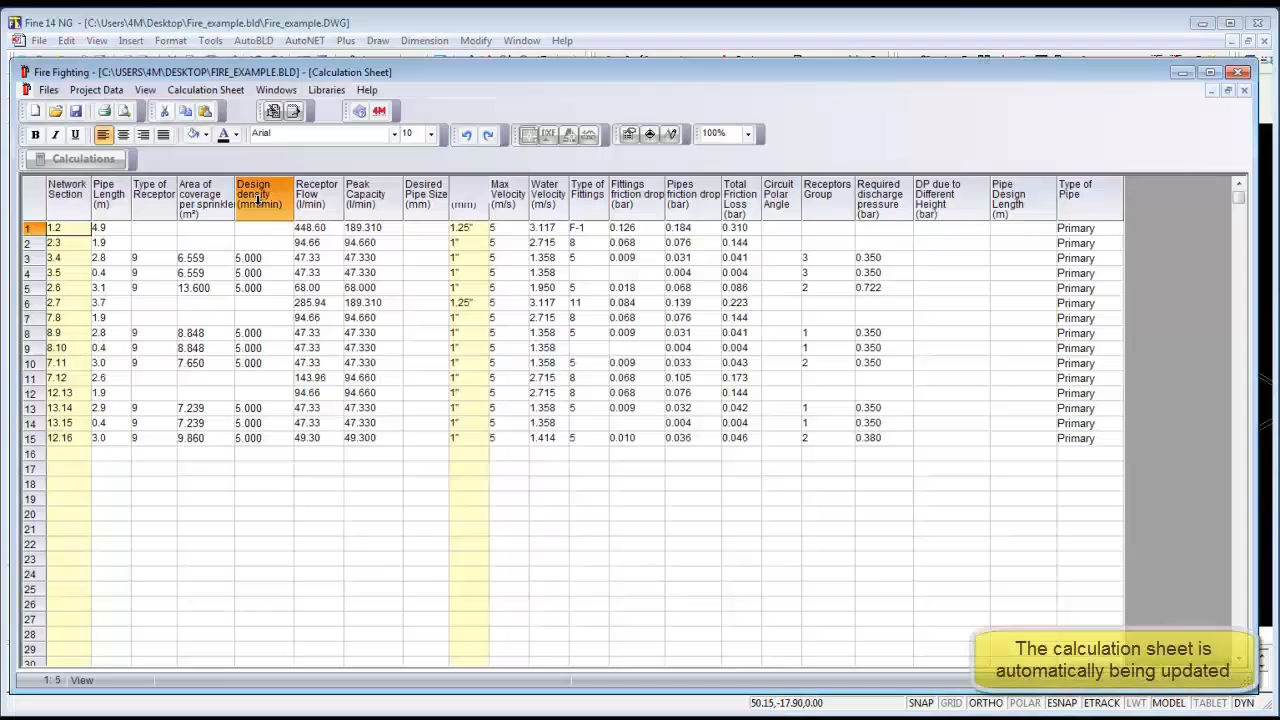 Fine 14 NG - [C:\Users\4M\Desktop\Fire_example.bld\Fire_example.DWG]
File Edit View Insert Format Tools AutoBLD AutoNET Plus Draw Dimension Modify Window Help
Fire Fighting - [C:\USERS\4M\DESKTOP\FIRE_EXAMPLE.BLD] - [Calculation Sheet]
Files Project Data View Calculation Sheet Windows Libraries Help
4M
B I U A Arial 10 100%
Calculations
Network Section Pipe Length (m) Type of Receptor Area of coverage per sprinkler (m²) Design density Receptor Flow (l/min) Peak Capacity (l/min) Desired Pipe Size (mm) (mm) Max Velocity (m/s) Water Velocity (m/s) Type of Fittings Fittings friction drop (bar) Pipes friction drop (bar) Total Friction Loss (bar) Circuit Polar Angle Receptors Group Required discharge pressure (bar) DP due to Different Height (bar) Pipe Design Length (m) Type of Pipe
1 1.2 4.9 448.60 189.310 1.25" 5 3.117 F-1 0.126 0.184 0.310 Primary
2 2.3 1.9 94.66 94.660 1" 5 2.715 8 0.068 0.076 0.144 Primary
3 3.4 2.8 9 6.559 5.000 47.33 47.330 1" 5 1.358 5 0.009 0.031 0.041 3 0.350 Primary
4 3.5 0.4 9 6.559 5.000 47.33 47.330 1" 5 1.358 0.004 0.004 3 0.350 Primary
5 2.6 3.1 9 13.600 5.000 68.00 68.000 1" 5 1.950 5 0.018 0.068 0.086 2 0.722 Primary
6 2.7 3.7 285.94 189.310 1.25" 5 3.117 11 0.084 0.139 0.223 Primary
7 7.8 1.9 94.66 94.660 1" 5 2.715 8 0.068 0.076 0.144 Primary
8 8.9 2.8 9 8.848 5.000 47.33 47.330 1" 5 1.358 5 0.009 0.031 0.041 1 0.350 Primary
9 8.10 0.4 9 8.848 5.000 47.33 47.330 1" 5 1.358 0.004 0.004 1 0.350 Primary
10 7.11 3.0 9 7.650 5.000 47.33 47.330 1" 5 1.358 5 0.009 0.033 0.043 2 0.350 Primary
11 7.12 2.6 143.96 94.660 1" 5 2.715 8 0.068 0.105 0.173 Primary
12 12.13 1.9 94.66 94.660 1" 5 2.715 8 0.068 0.076 0.144 Primary
13 13.14 2.9 9 7.239 5.000 47.33 47.330 1" 5 1.358 5 0.009 0.032 0.042 1 0.350 Primary
14 13.15 0.4 9 7.239 5.000 47.33 47.330 1" 5 1.358 0.004 0.004 1 0.350 Primary
15 12.16 3.0 9 9.860 5.000 49.30 49.300 1" 5 1.414 5 0.010 0.036 0.046 2 0.380 Primary
16
17
18
19
20
21
22
23
24
25
26
27
28
29
30
The calculation sheet is
automatically being updated
1: 5 View
50.15,-17.90,0.00 SNAP GRID ORTHO POLAR ESNAP ETRACK LWT MODEL TABLET DYN